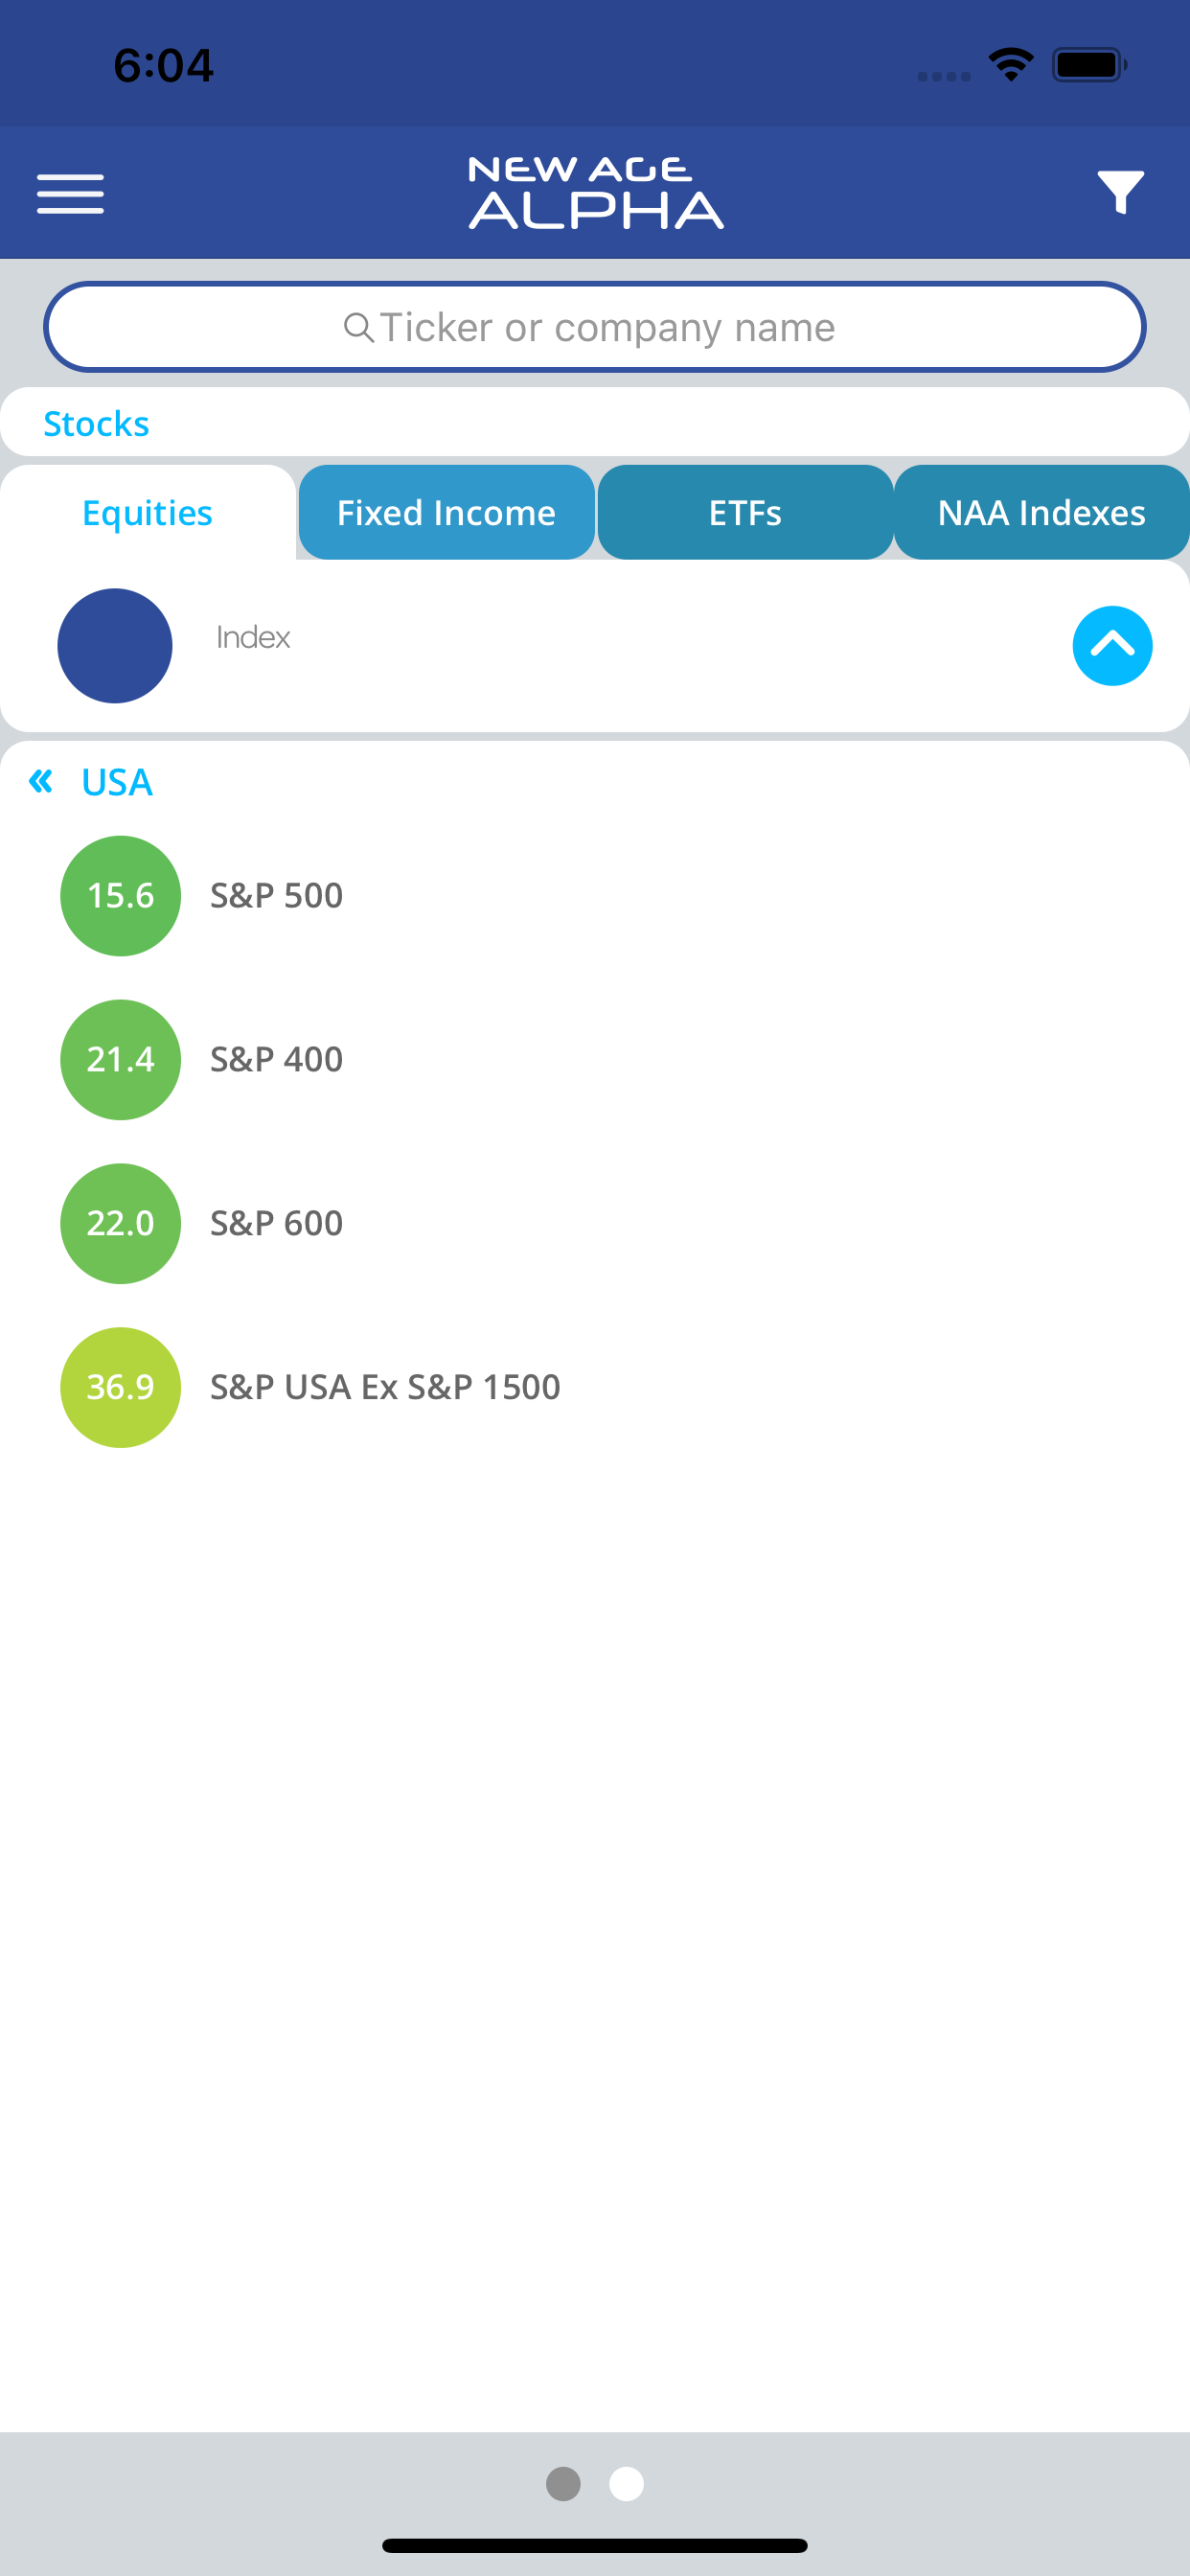 6:04
NEW AGE
ALPHA
Ticker or company name
Stocks
Equities
Fixed Income
ETFs
NAA Indexes
Index
USA
15.6
S&P 500
21.4
S&P 400
22.0
S&P 600
36.9
S&P USA Ex S&P 1500